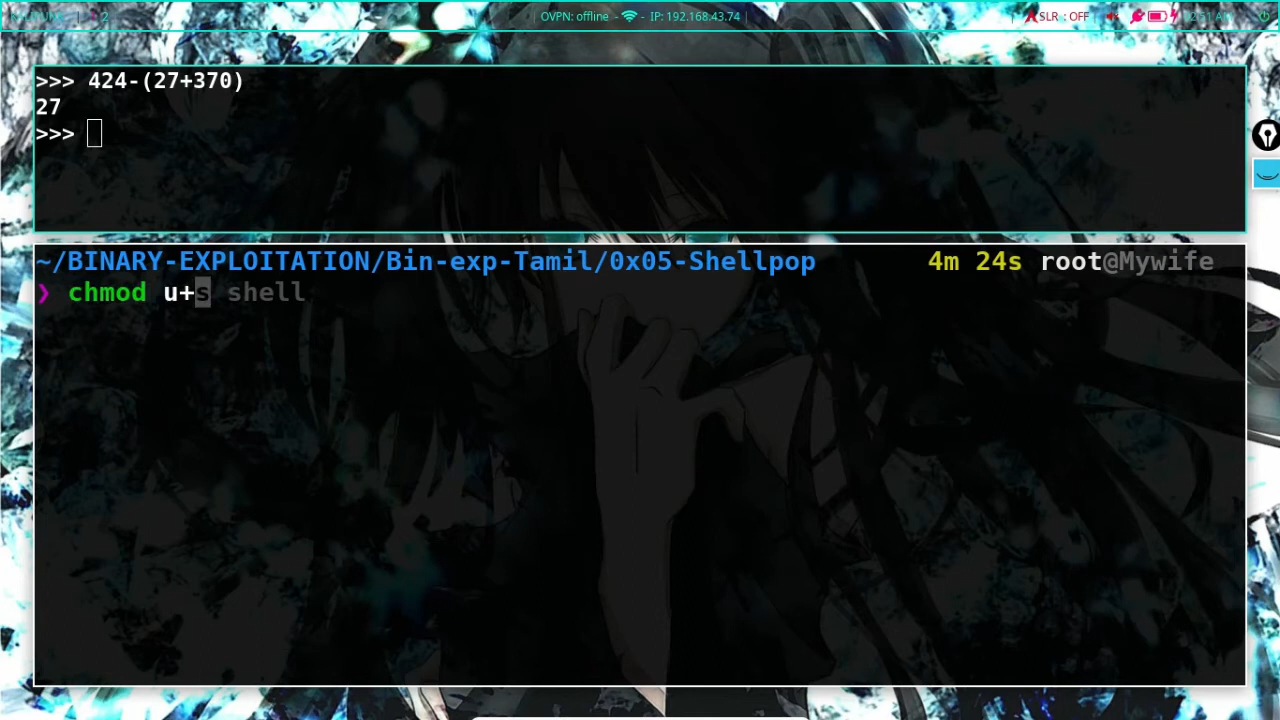 OVPN: offline - - IP: 192.168.43.74
SLR : OFF
>>> 424-(27+370)
27
>>>
~/BINARY-EXPLOITATION/Bin-exp-Tamil/0x05-Shellpop 4m 24s root@Mywife
❯ chmod u+s shell